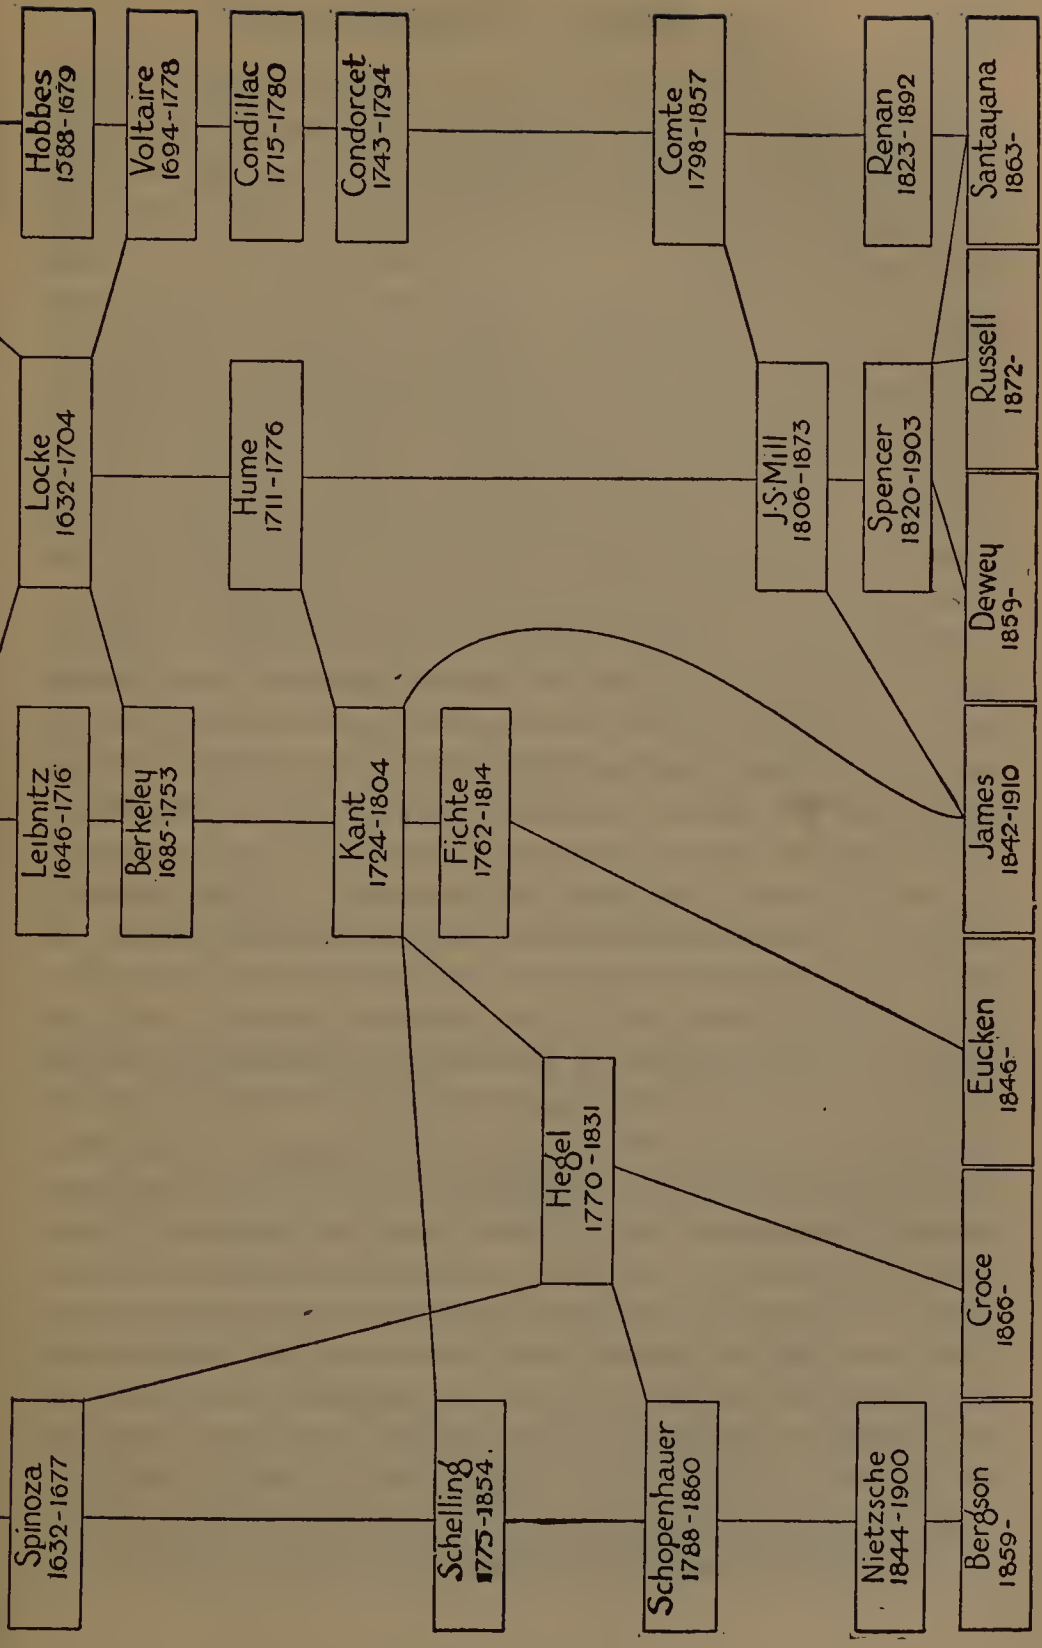 Hobbes
1588-1679
Voltaire
1694-1778
Condillac
1715-1780
Condorcet
1743-1794
Comte
1798-1857
Renan
1823-1892
Santayana
1863-
Locke
1632-1704
Hume
1711-1776
J.S.Mill
1806-1873
Spencer
1820-1903
Russell
1872-
Dewey
1859-
Leibnitz
1646-1716
Berkeley
1685-1753
Kant
1724-1804
Fichte
1762-1814
James
1842-1910
Eucken
1846-
Hegel
1770-1831
Croce
1866-
Spinoza
1632-1677
Schelling
1775-1854.
Schopenhauer
1788-1860
Nietzsche
1844-1900
Bergson
1859-